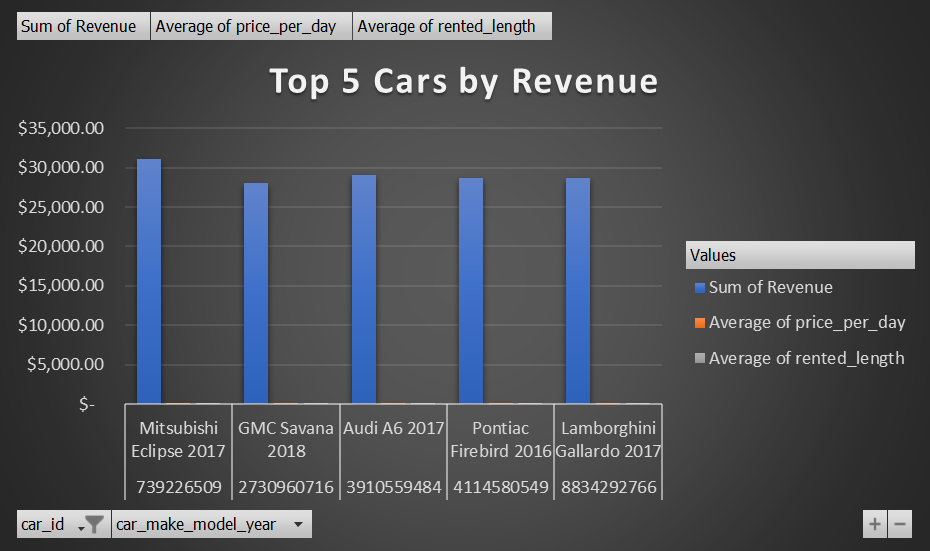 Sum of Revenue Average of price_per_day Average of rented_length
Top 5 Cars by Revenue
$35,000.00
$30,000.00
$25,000.00
$20,000.00
$15,000.00
$10,000.00
$5,000.00
$-
Mitsubishi Eclipse 2017
GMC Savana 2018
Audi A6 2017
Pontiac Firebird 2016
Lamborghini Gallardo 2017
739226509 2730960716 3910559484 4114580549 8834292766
Values
Sum of Revenue
Average of price_per_day
Average of rented_length
car_id car_make_model_year
+ −